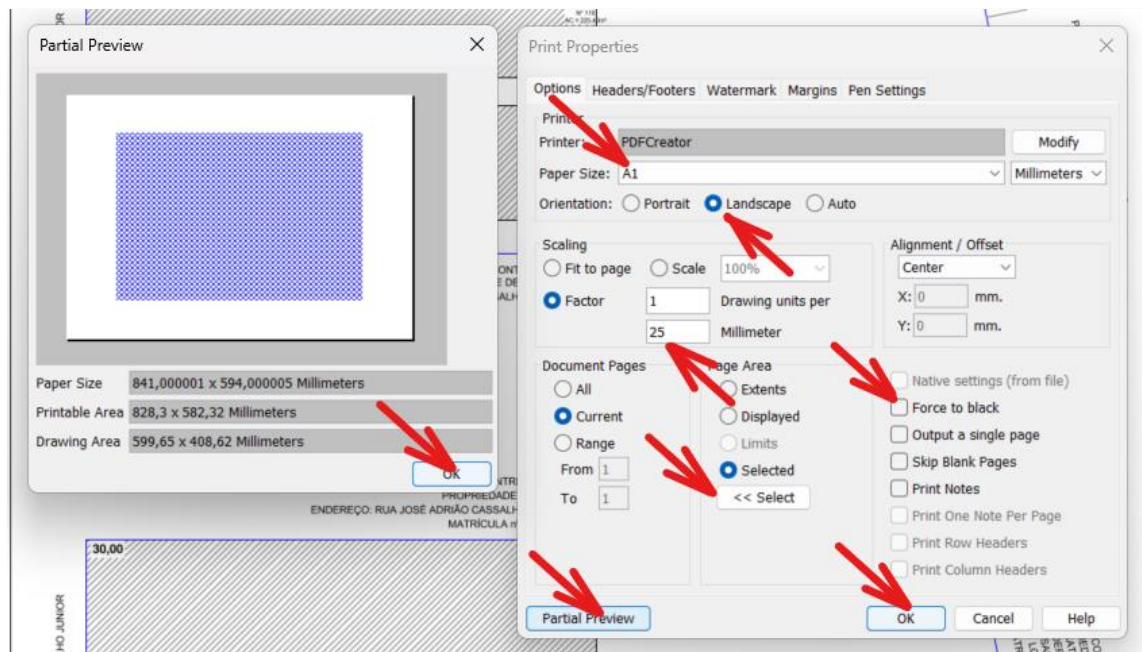 Nº 116
Partial Preview
Paper Size 841,000001 x 594,000005 Millimeters
Printable Area 828,3 x 582,32 Millimeters
Drawing Area 599,65 x 408,62 Millimeters
OK
PROPRIEDADE
ENDEREÇO: RUA JOSÉ ADRIÃO CASSALH
MATRÍCULA nº
30,00
HO JUNIOR
Print Properties
Options Headers/Footers Watermark Margins Pen Settings
Printer
Printer: PDFCreator Modify
Paper Size: A1 Millimeters
Orientation: Portrait Landscape Auto
Scaling
Fit to page Scale 100%
Factor 1 Drawing units per
25 Millimeter
Alignment / Offset
Center
X: 0 mm.
Y: 0 mm.
Document Pages
All
Current
Range
From 1
To 1
Page Area
Extents
Displayed
Limits
Selected
<< Select
Native settings (from file)
Force to black
Output a single page
Skip Blank Pages
Print Notes
Print One Note Per Page
Print Row Headers
Print Column Headers
Partial Preview OK Cancel Help